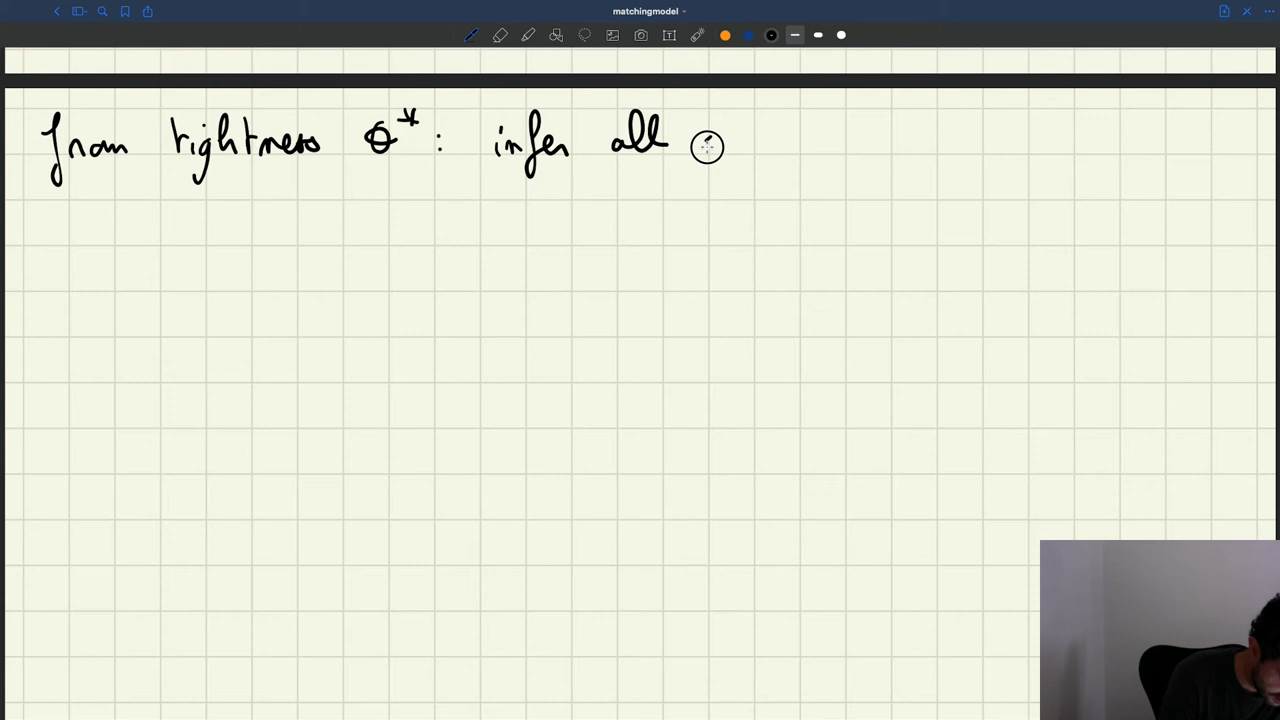 matchingmodel
from tightness θ* : infer all